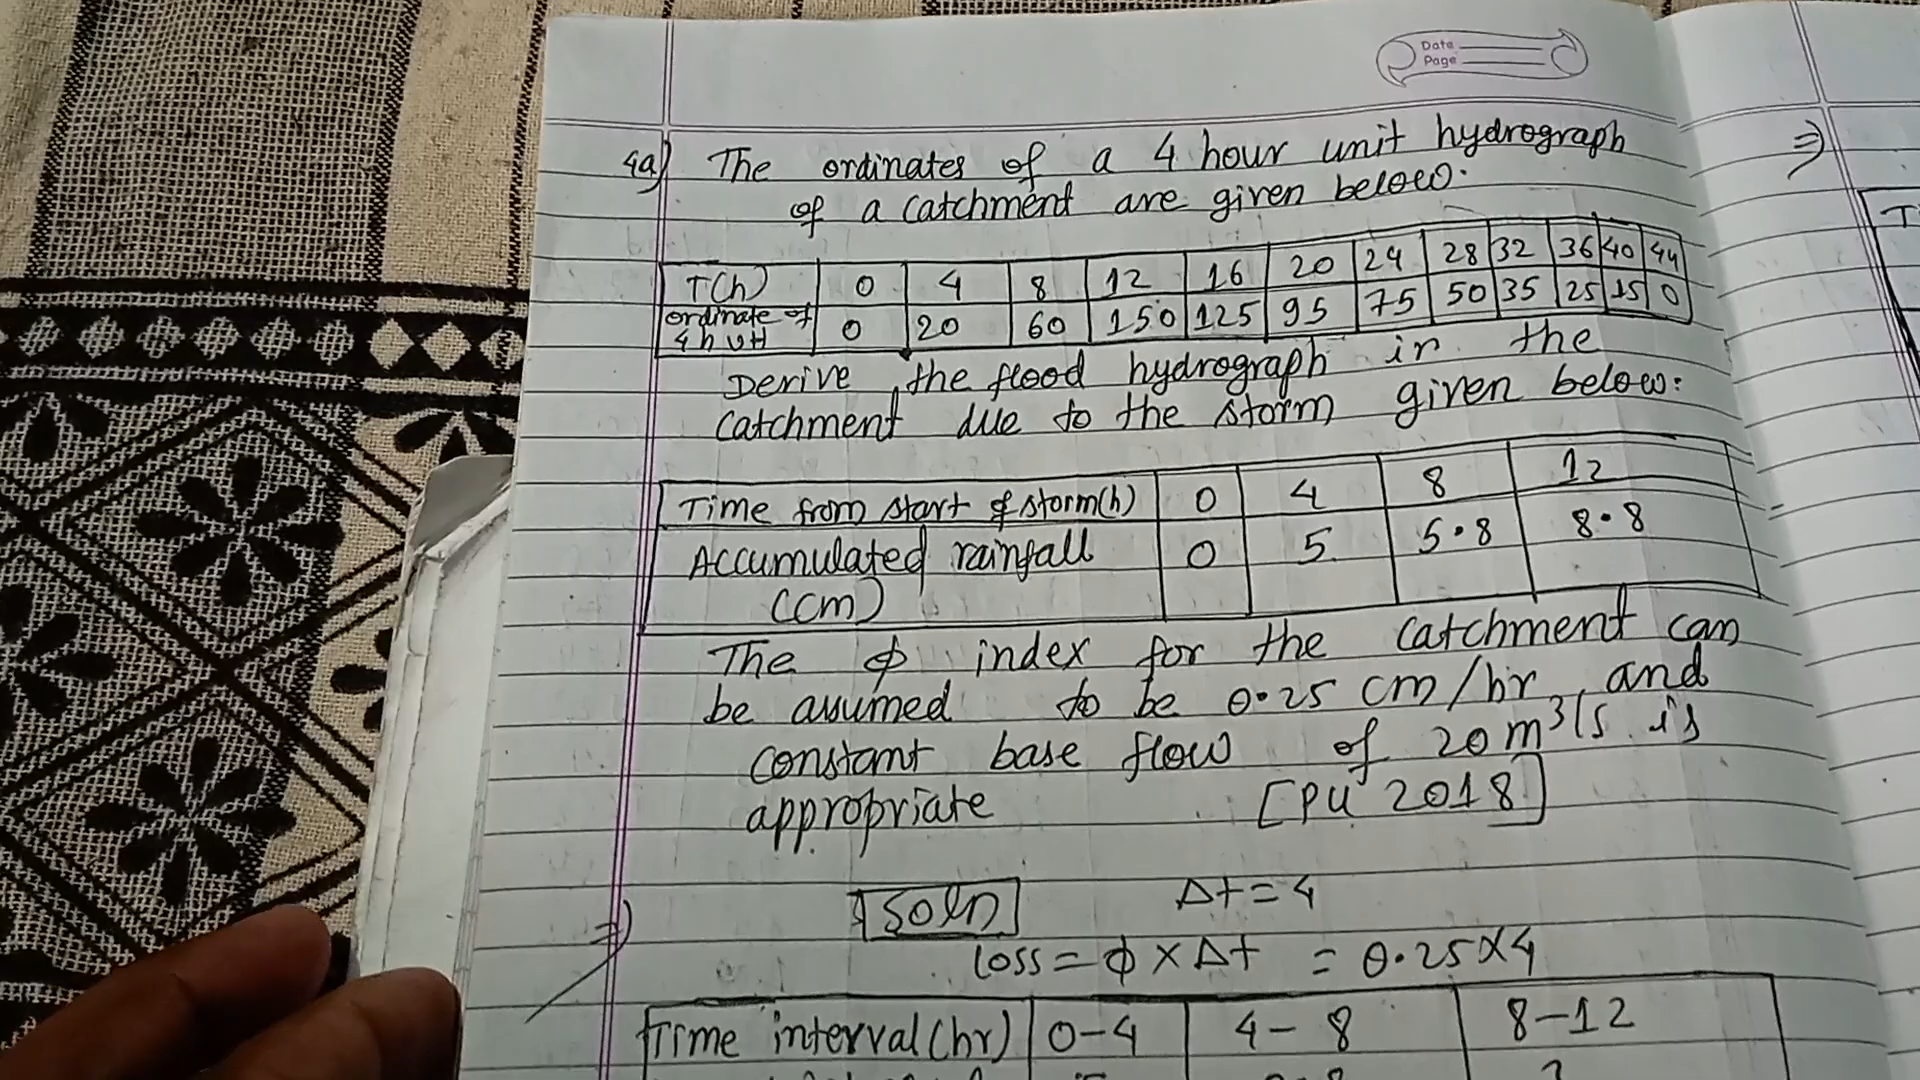 Date
Page
4a) The ordinates of a 4 hour unit hydrograph
of a catchment are given below.
T(h) 0 4 8 12 16 20 24 28 32 36 40 44
ordinate of 4h UH 0 20 60 150 125 95 75 50 35 25 15 0
Derive the flood hydrograph in the
catchment due to the storm given below:
Time from start of storm(h) 0 4 8 12
Accumulated rainfall (cm) 0 5 5.8 8.8
The ϕ index for the catchment can
be assumed to be 0.25 cm/hr, and
constant base flow of 20 m³/s is
appropriate [PU 2018]
⇒ Soln Δt = 4
Loss = ϕ × Δt = 0.25×4
Time interval (hr) 0-4 4-8 8-12
⇒